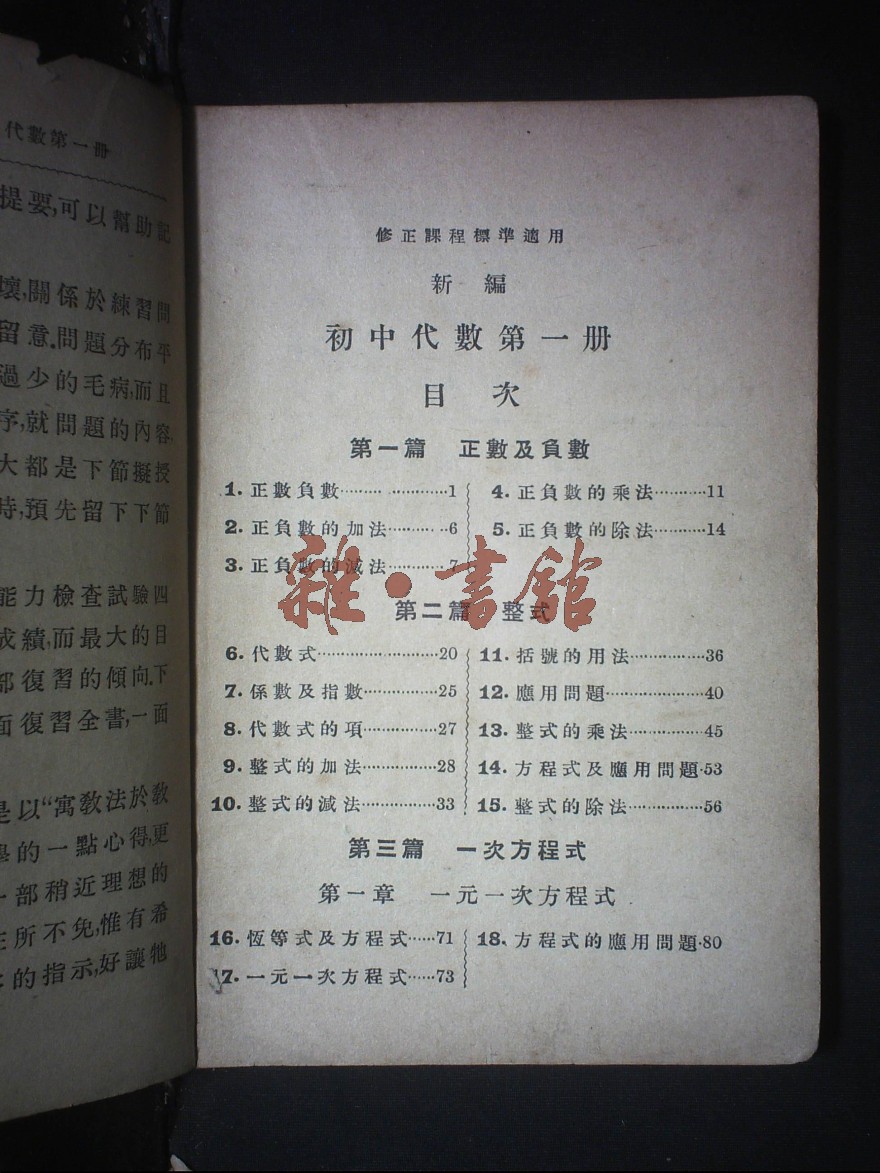 代數第一冊
提要,可以幫助記
壞,關係於練習問
留意.問題分布平
過少的毛病,而且
序,就問題的內容,
大都是下節擬授
時,預先留下下節
能力檢查試驗四
成績,而最大的目
部復習的傾向.下
面復習全書,一面
是以“寓教法於教
學的一點心得,更
一部稍近理想的
在所不免,惟有希
的指示,好讓牠
修正課程標準適用
新編
初中代數第一册
目次
第一篇 正數及負數
1. 正數負數………………1
2. 正負數的加法………6
3. 正負數的減法………7
4. 正負數的乘法………11
5. 正負數的除法………14
第二篇 整式
6. 代數式……………20
7. 係數及指數…………25
8. 代數式的項…………27
9. 整式的加法…………28
10. 整式的減法…………33
11. 括號的用法…………36
12. 應用問題……………40
13. 整式的乘法…………45
14. 方程式及應用問題·53
15. 整式的除法…………56
第三篇 一次方程式
第一章 一元一次方程式
16. 恆等式及方程式……71
17. 一元一次方程式……73
18. 方程式的應用問題·80
雜·書館